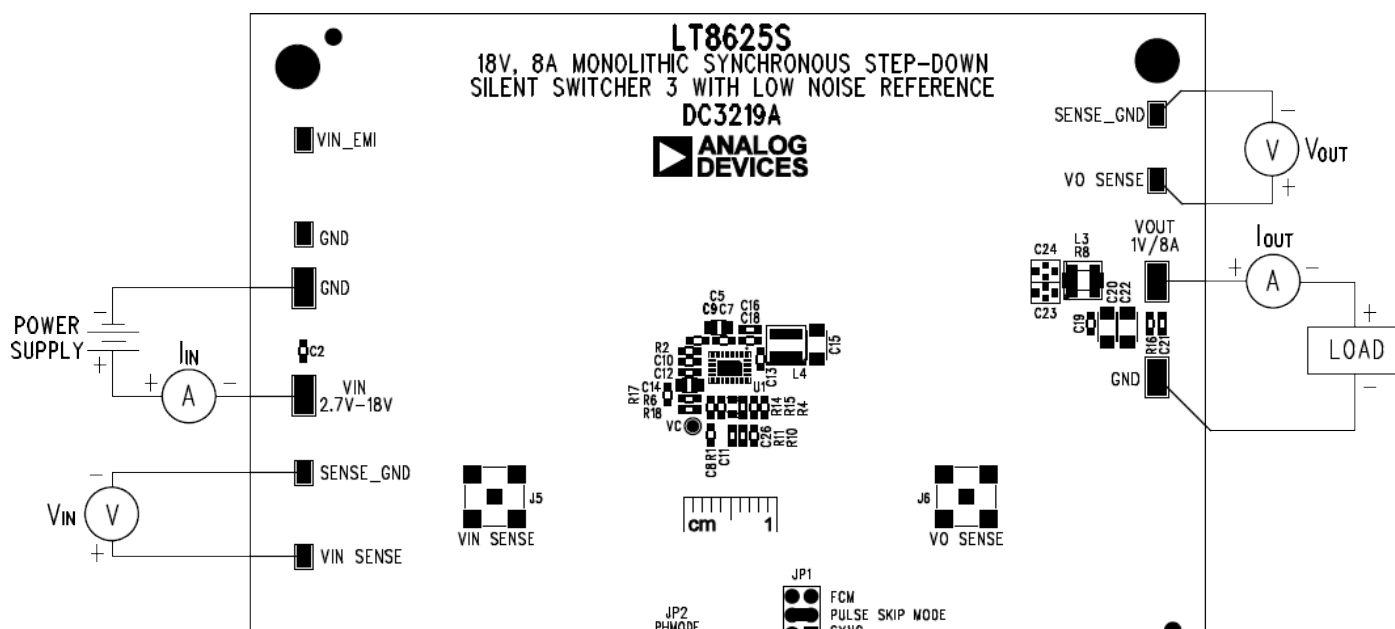 LT8625S
18V, 8A MONOLITHIC SYNCHRONOUS STEP-DOWN
SILENT SWITCHER 3 WITH LOW NOISE REFERENCE
DC3219A
ANALOG
DEVICES
VIN_EMI
GND
GND
POWER
SUPPLY
-
+
IIN
+
A
-
C2
VIN
2.7V-18V
SENSE_GND
VIN
-
V
+
VIN SENSE
SENSE_GND
VO SENSE
-
V
+
VOUT
VOUT
1V/8A
IOUT
+
A
-
C24
L3
R8
C23
C19
C20
C22
R16
C21
GND
+
LOAD
-
C5
C9
C7
C16
C18
R2
C10
C12
C14
R17
R6
R18
VC
U1
C13
L4
C15
R14
R15
R4
C8
R1
C11
C26
R11
R10
J5
VIN SENSE
cm 1
J6
VO SENSE
JP1
FCM
PULSE SKIP MODE
SYNC
JP2
PHMODE